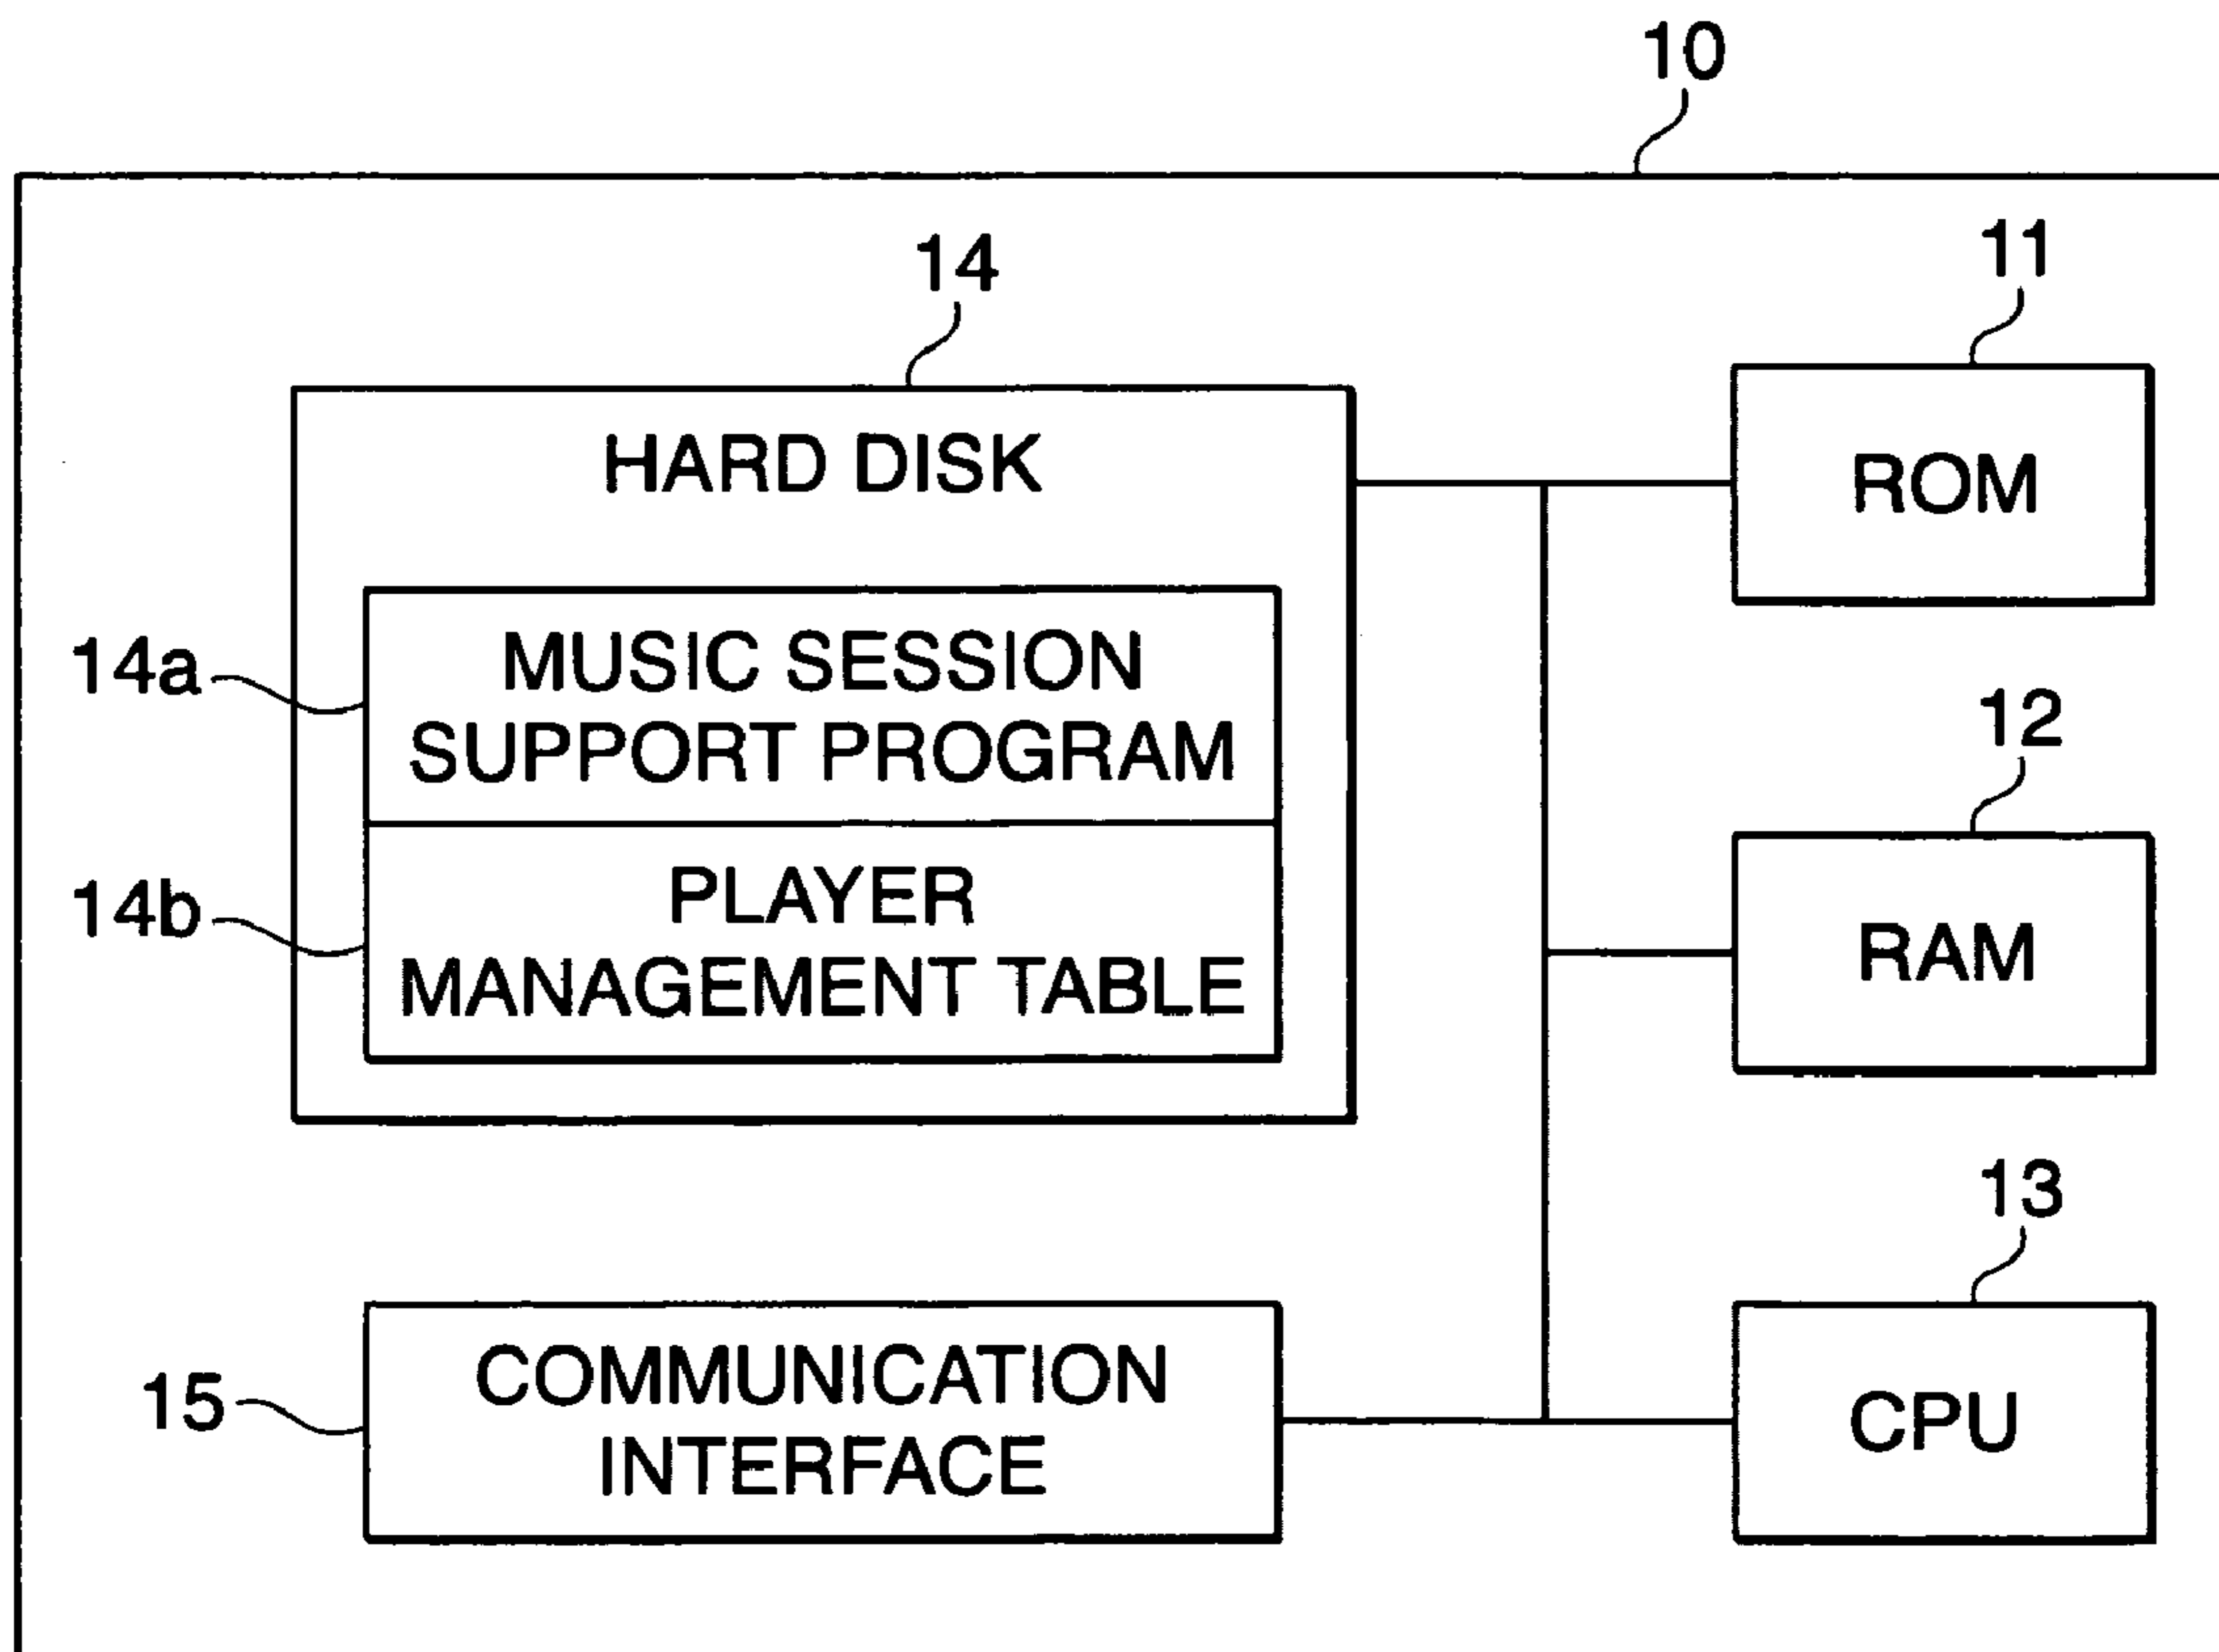 10
14
11
HARD DISK
ROM
14a
MUSIC SESSION
SUPPORT PROGRAM
12
14b
PLAYER
MANAGEMENT TABLE
RAM
13
15
COMMUNICATION
INTERFACE
CPU